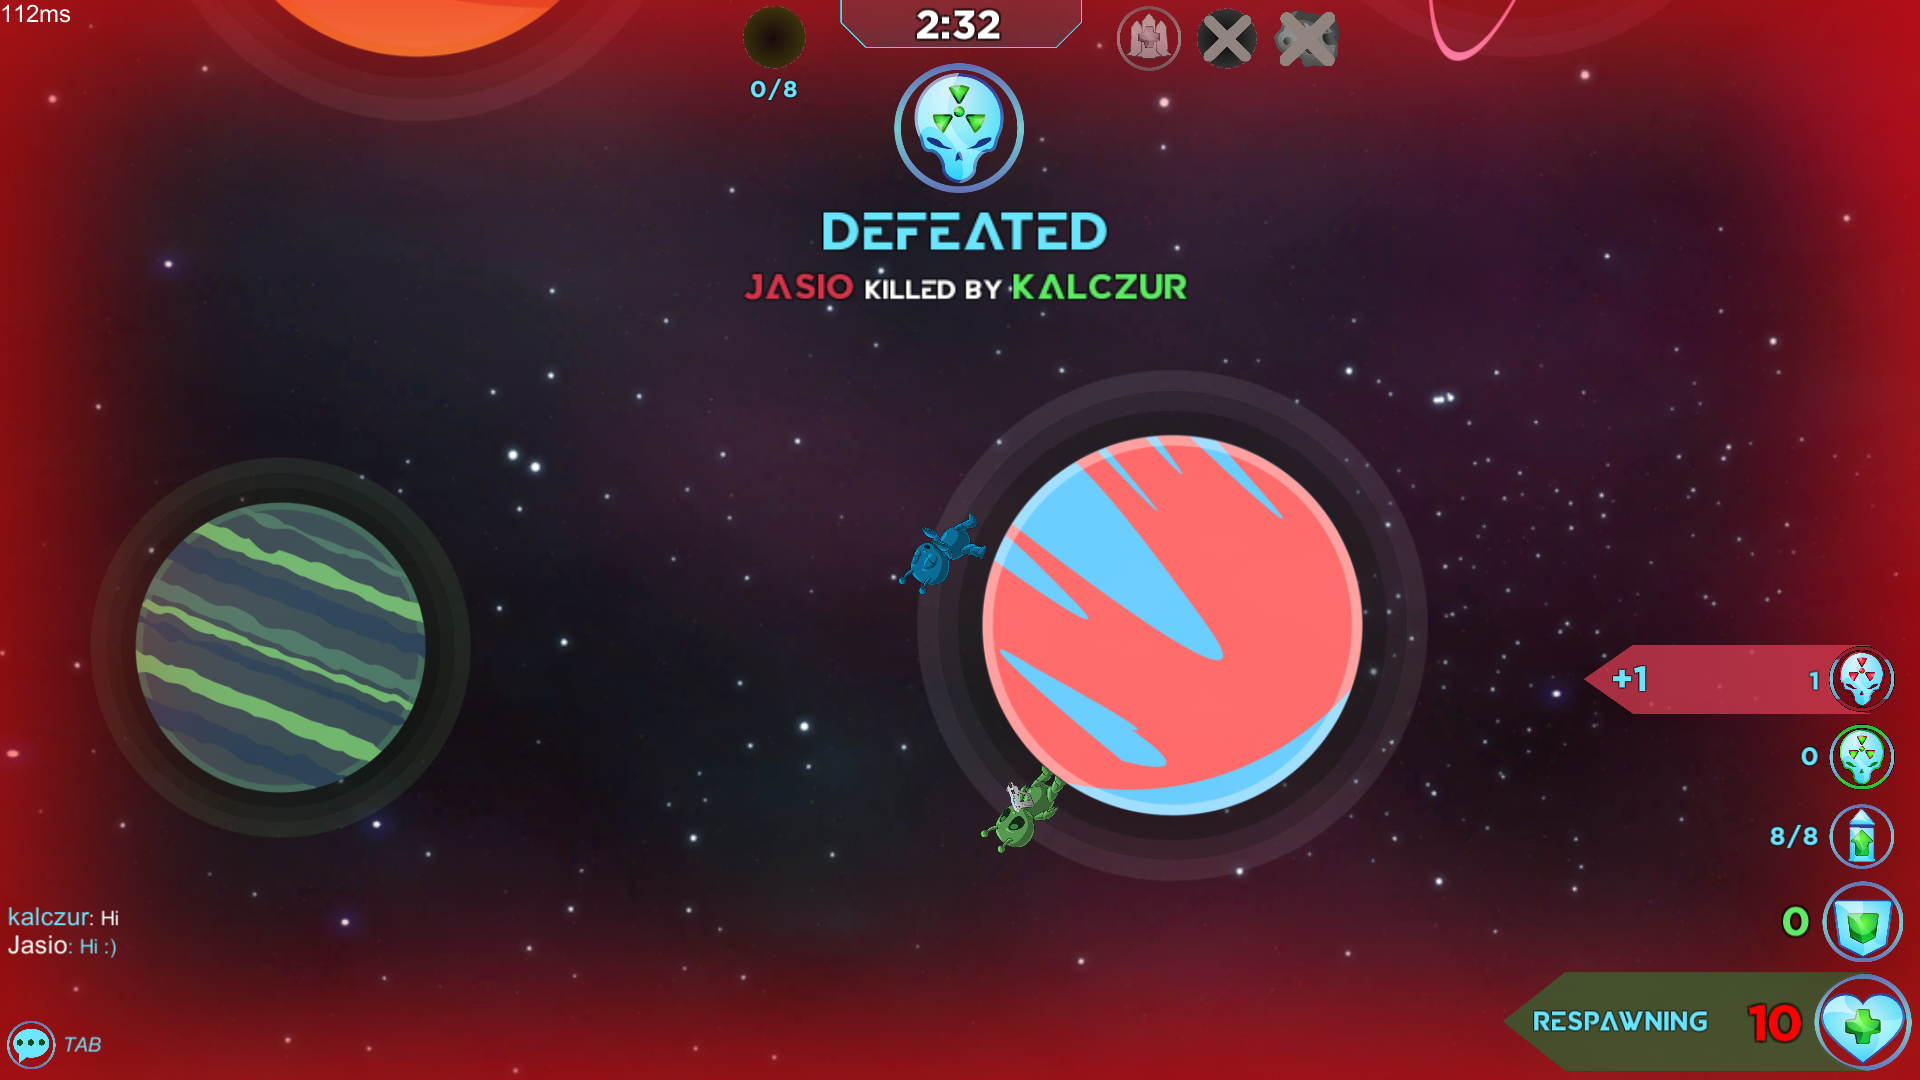 112ms
2:32
0/8
DEFEATED
JASIO KILLED BY KALCZUR
+1 1
0
8/8
0
kalczur: Hi
Jasio: Hi :)
RESPAWNING 10
TAB